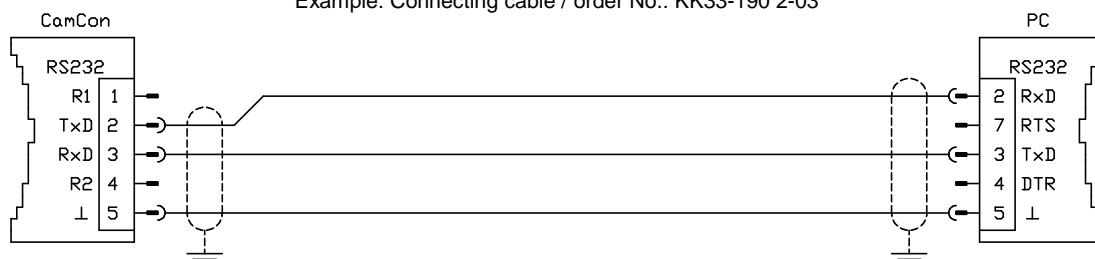 Example: Connecting cable / order No.: KK33-190 2-03
CamCon
PC
RS232
RS232
R1 1
2 RxD
TxD 2
7 RTS
RxD 3
3 TxD
R2 4
4 DTR
⊥ 5
5 ⊥